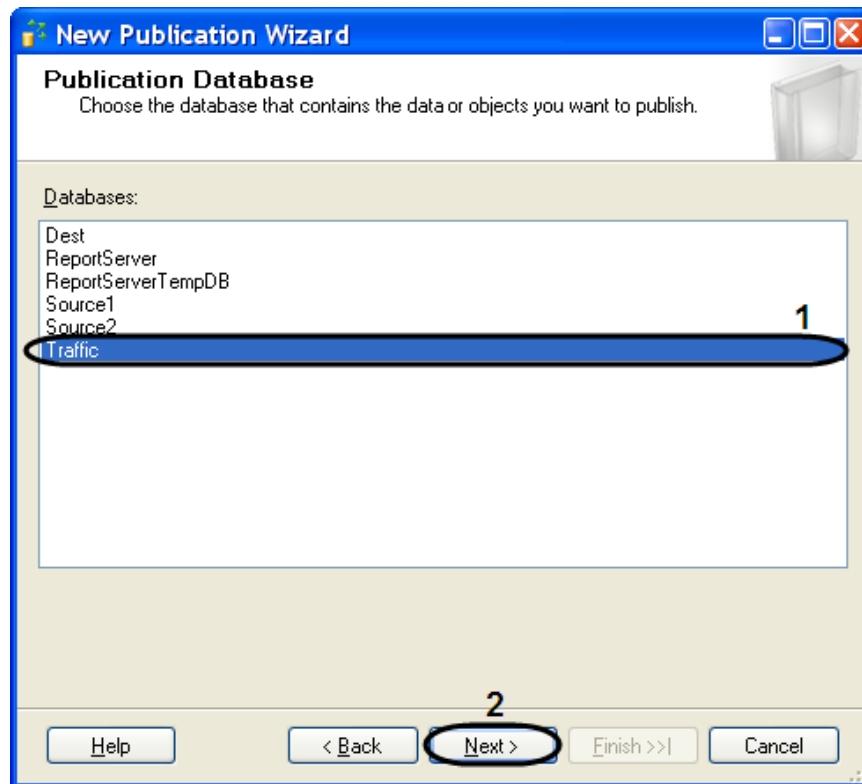 New Publication Wizard
Publication Database
Choose the database that contains the data or objects you want to publish.
Databases:
Dest
ReportServer
ReportServerTempDB
Source1
Source2
1
Traffic
2
Help
< Back
Next >
Finish >>|
Cancel